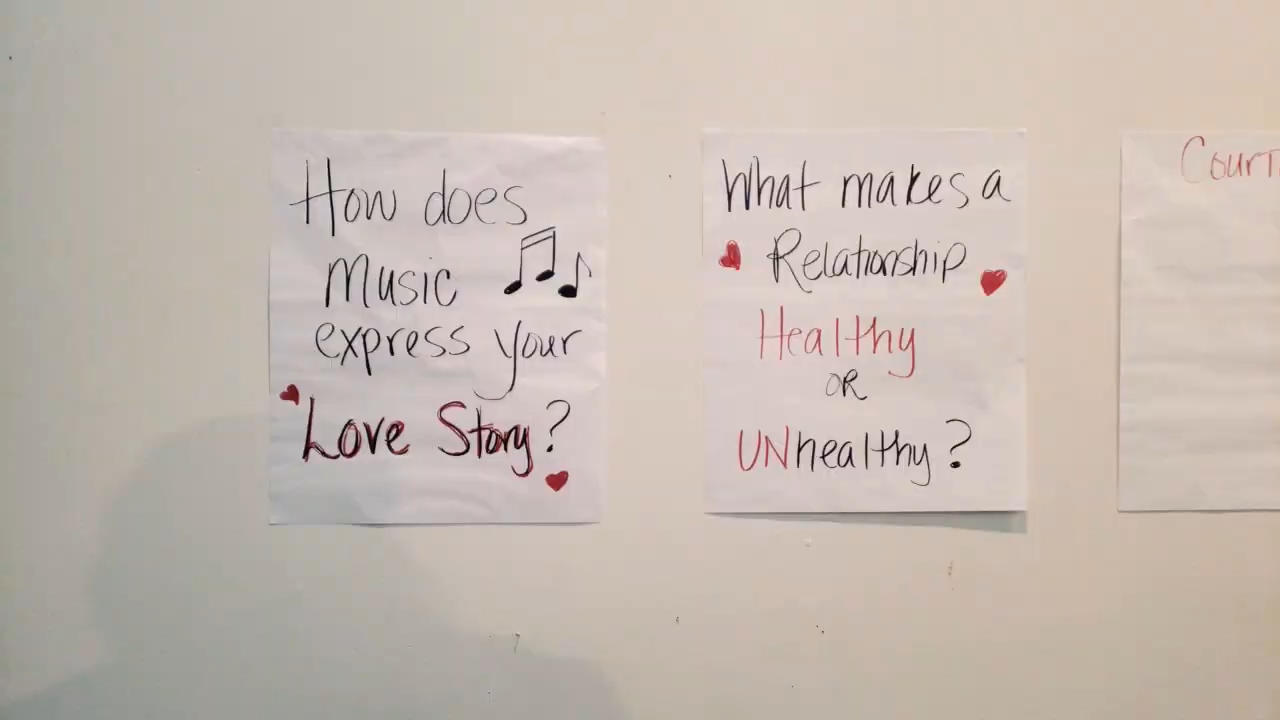 How does
Music
express your
Love Story?
What makes a
Relationship
Healthy
OR
UNhealthy?